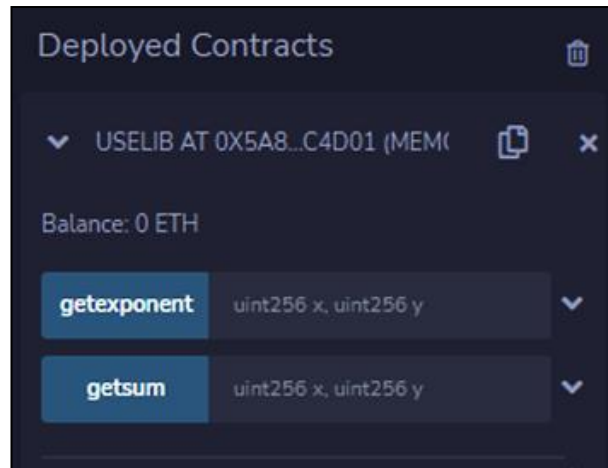 Deployed Contracts
USELIB AT 0X5A8...C4D01 (MEM(
Balance: 0 ETH
getexponent uint256 x, uint256 y
getsum uint256 x, uint256 y